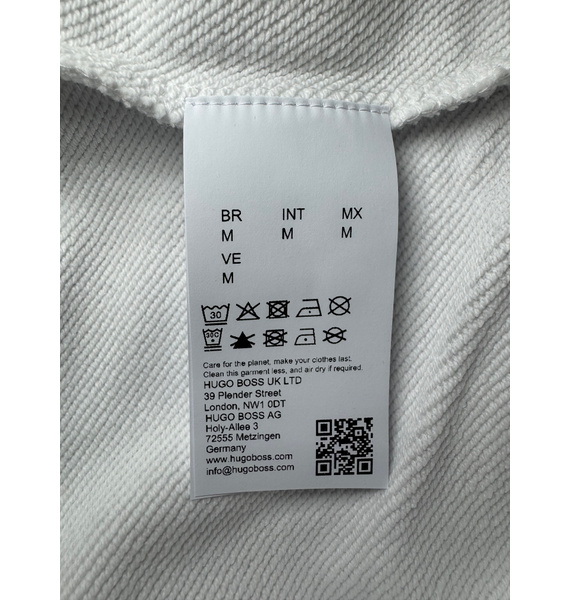 BR INT MX
M M M
VE
M
30
30C
Care for the planet, make your clothes last.
Clean this garment less, and air dry if required.
HUGO BOSS UK LTD
39 Plender Street
London, NW1 0DT
HUGO BOSS AG
Holy-Allee 3
72555 Metzingen
Germany
www.hugoboss.com
info@hugoboss.com